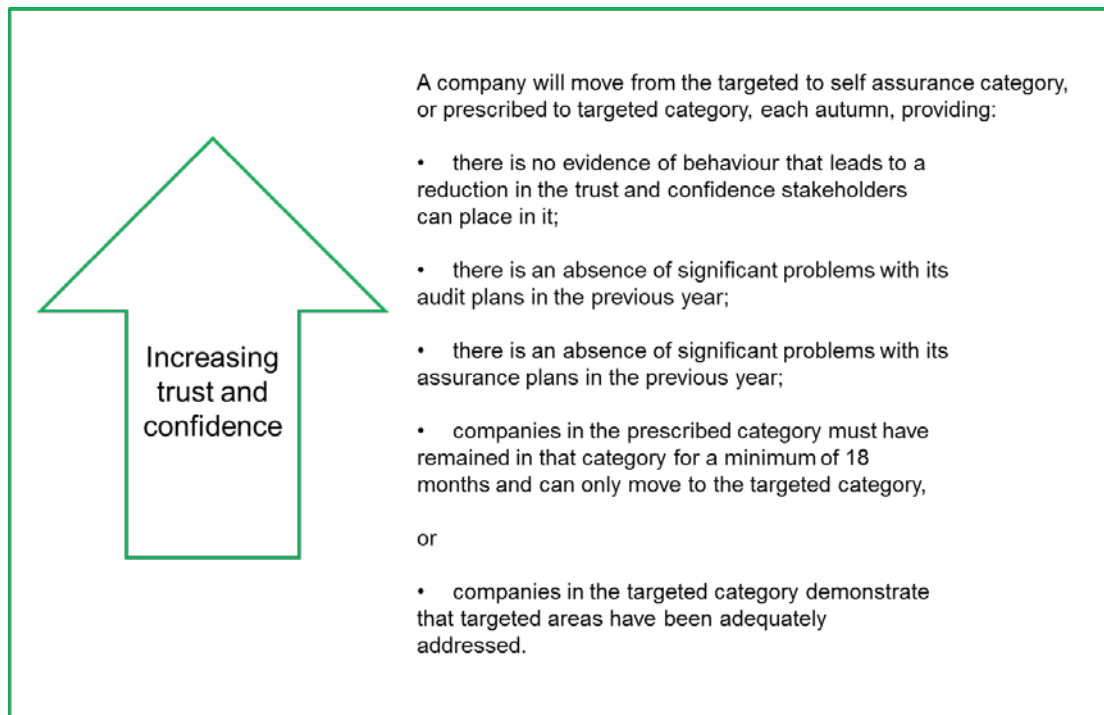 A company will move from the targeted to self assurance category,
or prescribed to targeted category, each autumn, providing:
• there is no evidence of behaviour that leads to a
reduction in the trust and confidence stakeholders
can place in it;
• there is an absence of significant problems with its
audit plans in the previous year;
• there is an absence of significant problems with its
assurance plans in the previous year;
• companies in the prescribed category must have
remained in that category for a minimum of 18
months and can only move to the targeted category,
or
• companies in the targeted category demonstrate
that targeted areas have been adequately
addressed.
Increasing
trust and
confidence